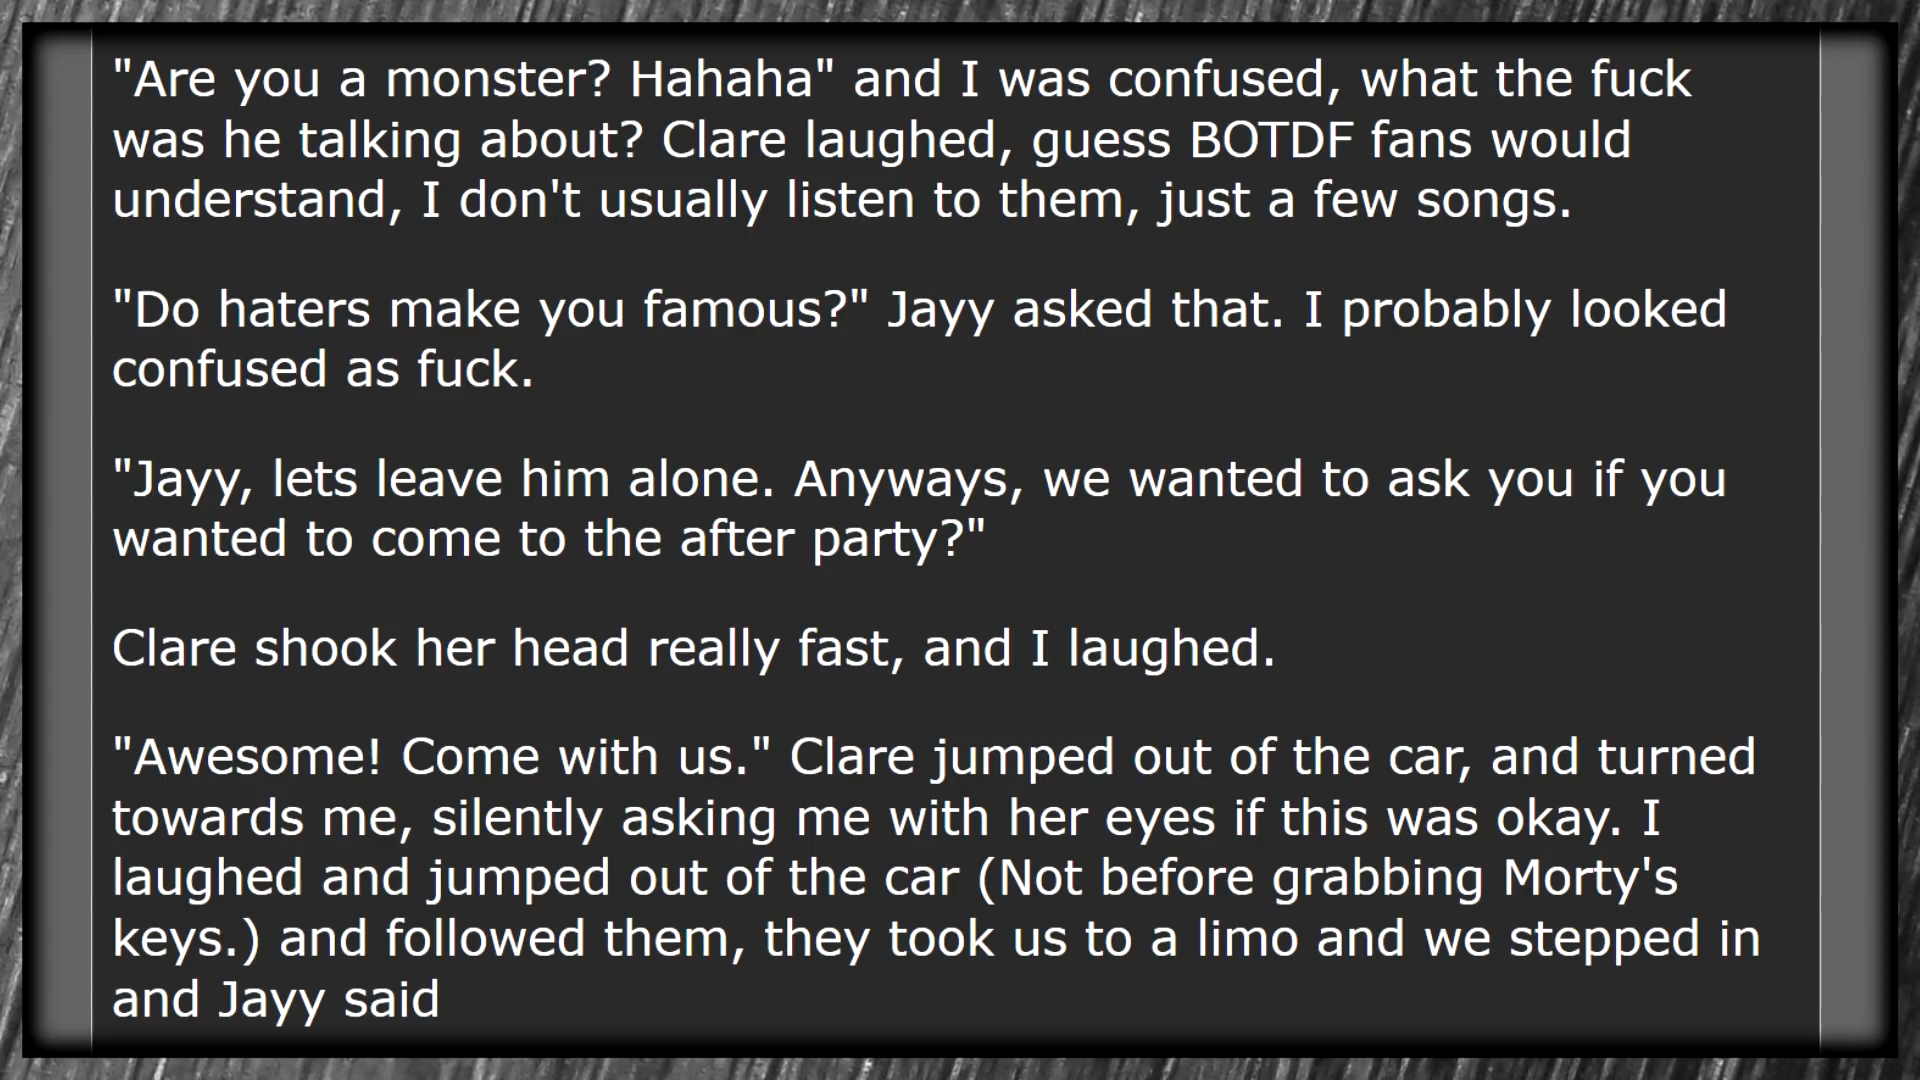 "Are you a monster? Hahaha" and I was confused, what the fuck
was he talking about? Clare laughed, guess BOTDF fans would
understand, I don't usually listen to them, just a few songs.
"Do haters make you famous?" Jayy asked that. I probably looked
confused as fuck.
"Jayy, lets leave him alone. Anyways, we wanted to ask you if you
wanted to come to the after party?"
Clare shook her head really fast, and I laughed.
"Awesome! Come with us." Clare jumped out of the car, and turned
towards me, silently asking me with her eyes if this was okay. I
laughed and jumped out of the car (Not before grabbing Morty's
keys.) and followed them, they took us to a limo and we stepped in
and Jayy said